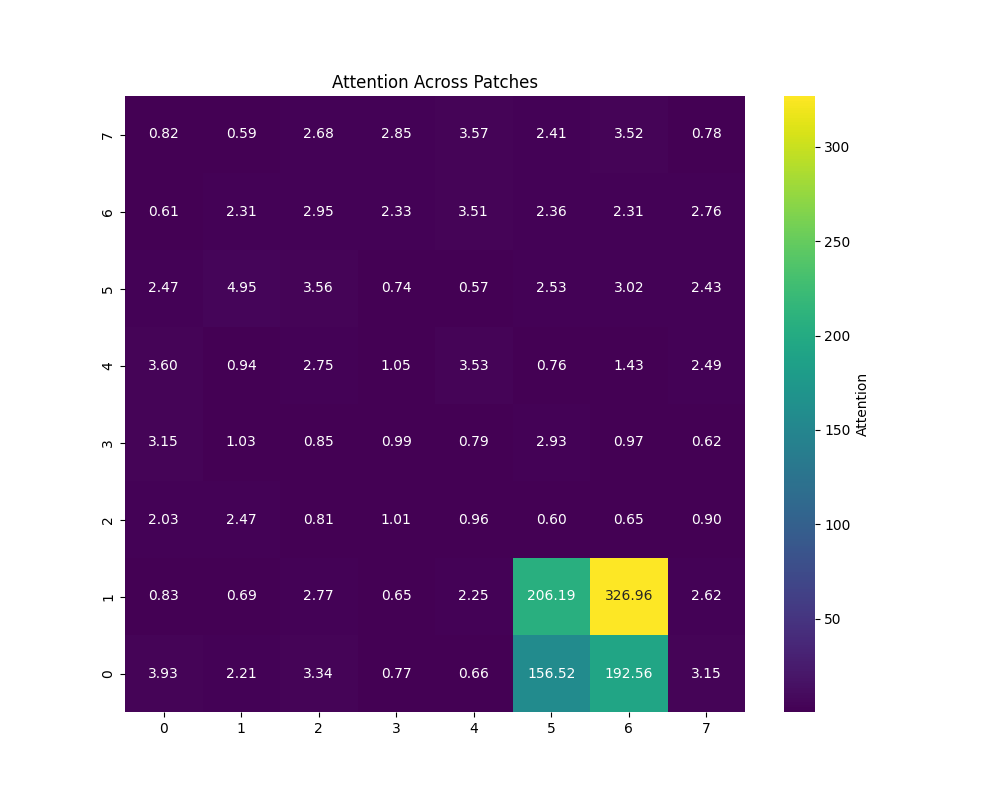 Attention Across Patches
7 0.82 0.59 2.68 2.85 3.57 2.41 3.52 0.78
6 0.61 2.31 2.95 2.33 3.51 2.36 2.31 2.76
5 2.47 4.95 3.56 0.74 0.57 2.53 3.02 2.43
4 3.60 0.94 2.75 1.05 3.53 0.76 1.43 2.49
3 3.15 1.03 0.85 0.99 0.79 2.93 0.97 0.62
2 2.03 2.47 0.81 1.01 0.96 0.60 0.65 0.90
1 0.83 0.69 2.77 0.65 2.25 206.19 326.96 2.62
0 3.93 2.21 3.34 0.77 0.66 156.52 192.56 3.15
0 1 2 3 4 5 6 7
300
250
200
150
100
50
Attention